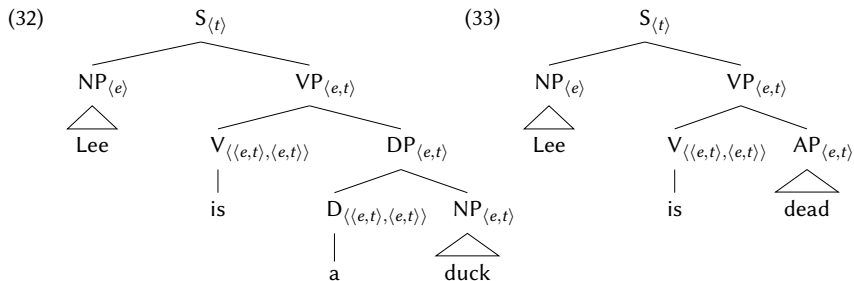 (32) S⟨t⟩ (33) S⟨t⟩
NP⟨e⟩ VP⟨e,t⟩ NP⟨e⟩ VP⟨e,t⟩
Lee V⟨⟨e,t⟩,⟨e,t⟩⟩ DP⟨e,t⟩ Lee V⟨⟨e,t⟩,⟨e,t⟩⟩ AP⟨e,t⟩
is D⟨⟨e,t⟩,⟨e,t⟩⟩ NP⟨e,t⟩ is dead
a duck